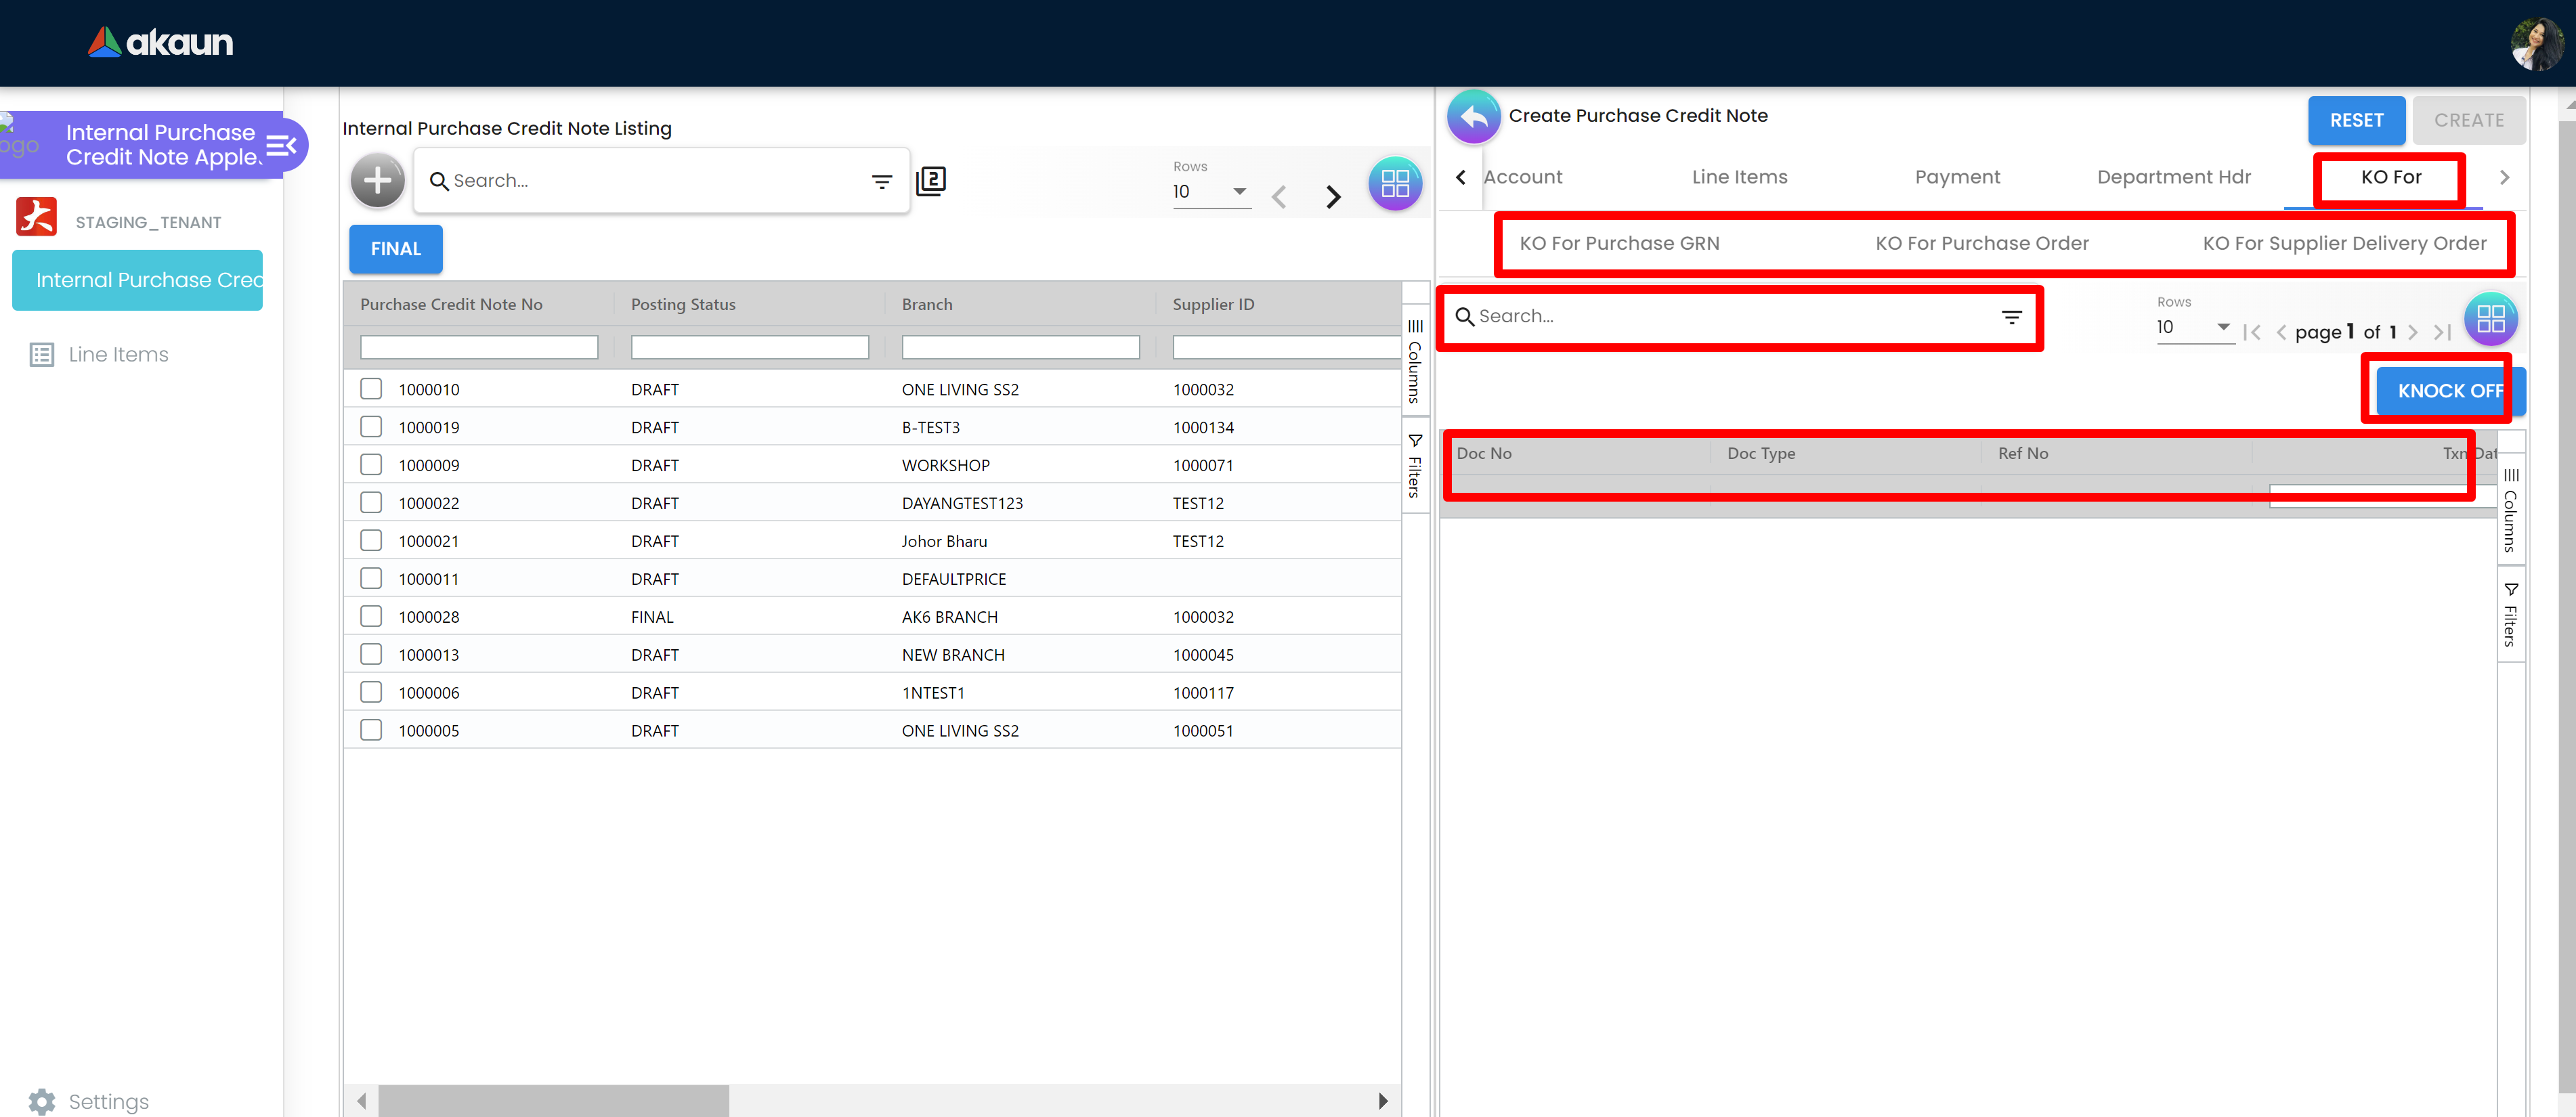 akaun
Internal Purchase
Credit Note Apple
ogo
STAGING_TENANT
Internal Purchase Cred
Line Items
Settings
Internal Purchase Credit Note Listing
Search...
2
Rows
10
FINAL
Purchase Credit Note No Posting Status Branch Supplier ID
1000010 DRAFT ONE LIVING SS2 1000032
1000019 DRAFT B-TEST3 1000134
1000009 DRAFT WORKSHOP 1000071
1000022 DRAFT DAYANGTEST123 TEST12
1000021 DRAFT Johor Bharu TEST12
1000011 DRAFT DEFAULTPRICE
1000028 FINAL AK6 BRANCH 1000032
1000013 DRAFT NEW BRANCH 1000045
1000006 DRAFT 1NTEST1 1000117
1000005 DRAFT ONE LIVING SS2 1000051
Columns
Filters
Create Purchase Credit Note
RESET CREATE
Account Line Items Payment Department Hdr KO For
KO For Purchase GRN KO For Purchase Order KO For Supplier Delivery Order
Search...
Rows
10
page 1 of 1
KNOCK OFF
Doc No Doc Type Ref No Txn Dat
Columns
Filters